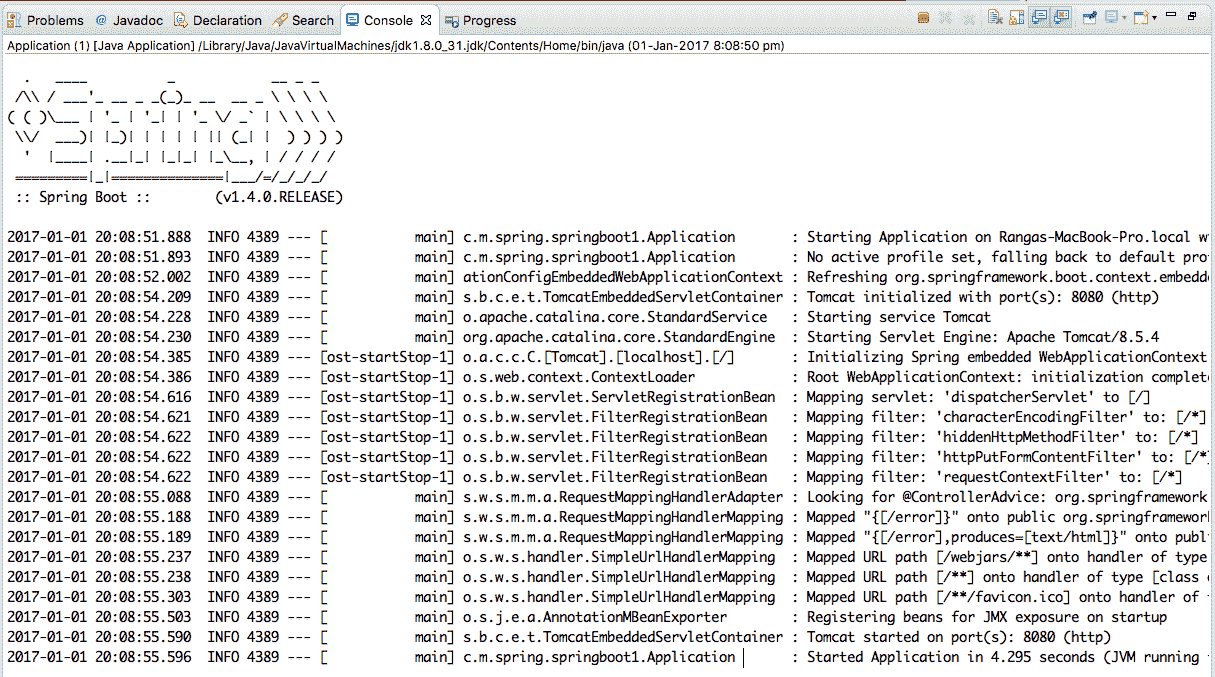 Problems @ Javadoc Declaration Search Console Progress
Application (1) [Java Application] /Library/Java/JavaVirtualMachines/jdk1.8.0_31.jdk/Contents/Home/bin/java (01-Jan-2017 8:08:50 pm)
  .   ____          _            __ _ _
 /\\ / ___'_ __ _ _(_)_ __  __ _ \ \ \ \
( ( )\___ | '_ | '_| | '_ \/ _` | \ \ \ \
 \\/  ___)| |_)| | | | | || (_| |  ) ) ) )
  '  |____| .__|_| |_|_| |_\__, | / / / /
 =========|_|==============|___/=/_/_/_/
 :: Spring Boot ::        (v1.4.0.RELEASE)
2017-01-01 20:08:51.888  INFO 4389 --- [           main] c.m.spring.springboot1.Application       : Starting Application on Rangas-MacBook-Pro.local w
2017-01-01 20:08:51.893  INFO 4389 --- [           main] c.m.spring.springboot1.Application       : No active profile set, falling back to default pro
2017-01-01 20:08:52.002  INFO 4389 --- [           main] ationConfigEmbeddedWebApplicationContext : Refreshing org.springframework.boot.context.embedd
2017-01-01 20:08:54.209  INFO 4389 --- [           main] s.b.c.e.t.TomcatEmbeddedServletContainer : Tomcat initialized with port(s): 8080 (http)
2017-01-01 20:08:54.228  INFO 4389 --- [           main] o.apache.catalina.core.StandardService   : Starting service Tomcat
2017-01-01 20:08:54.230  INFO 4389 --- [           main] org.apache.catalina.core.StandardEngine  : Starting Servlet Engine: Apache Tomcat/8.5.4
2017-01-01 20:08:54.385  INFO 4389 --- [ost-startStop-1] o.a.c.c.C.[Tomcat].[localhost].[/]       : Initializing Spring embedded WebApplicationContext
2017-01-01 20:08:54.386  INFO 4389 --- [ost-startStop-1] o.s.web.context.ContextLoader            : Root WebApplicationContext: initialization complet
2017-01-01 20:08:54.616  INFO 4389 --- [ost-startStop-1] o.s.b.w.servlet.ServletRegistrationBean  : Mapping servlet: 'dispatcherServlet' to [/]
2017-01-01 20:08:54.621  INFO 4389 --- [ost-startStop-1] o.s.b.w.servlet.FilterRegistrationBean   : Mapping filter: 'characterEncodingFilter' to: [/*]
2017-01-01 20:08:54.622  INFO 4389 --- [ost-startStop-1] o.s.b.w.servlet.FilterRegistrationBean   : Mapping filter: 'hiddenHttpMethodFilter' to: [/*]
2017-01-01 20:08:54.622  INFO 4389 --- [ost-startStop-1] o.s.b.w.servlet.FilterRegistrationBean   : Mapping filter: 'httpPutFormContentFilter' to: [/*]
2017-01-01 20:08:54.622  INFO 4389 --- [ost-startStop-1] o.s.b.w.servlet.FilterRegistrationBean   : Mapping filter: 'requestContextFilter' to: [/*]
2017-01-01 20:08:55.088  INFO 4389 --- [           main] s.w.s.m.m.a.RequestMappingHandlerAdapter : Looking for @ControllerAdvice: org.springframework
2017-01-01 20:08:55.188  INFO 4389 --- [           main] s.w.s.m.m.a.RequestMappingHandlerMapping : Mapped "{[/error]}" onto public org.springframewor
2017-01-01 20:08:55.189  INFO 4389 --- [           main] s.w.s.m.m.a.RequestMappingHandlerMapping : Mapped "{[/error],produces=[text/html]}" onto publ
2017-01-01 20:08:55.237  INFO 4389 --- [           main] o.s.w.s.handler.SimpleUrlHandlerMapping  : Mapped URL path [/webjars/**] onto handler of type
2017-01-01 20:08:55.238  INFO 4389 --- [           main] o.s.w.s.handler.SimpleUrlHandlerMapping  : Mapped URL path [/**] onto handler of type [class
2017-01-01 20:08:55.303  INFO 4389 --- [           main] o.s.w.s.handler.SimpleUrlHandlerMapping  : Mapped URL path [/**/favicon.ico] onto handler of
2017-01-01 20:08:55.503  INFO 4389 --- [           main] o.s.j.e.a.AnnotationMBeanExporter        : Registering beans for JMX exposure on startup
2017-01-01 20:08:55.590  INFO 4389 --- [           main] s.b.c.e.t.TomcatEmbeddedServletContainer : Tomcat started on port(s): 8080 (http)
2017-01-01 20:08:55.596  INFO 4389 --- [           main] c.m.spring.springboot1.Application       : Started Application in 4.295 seconds (JVM running